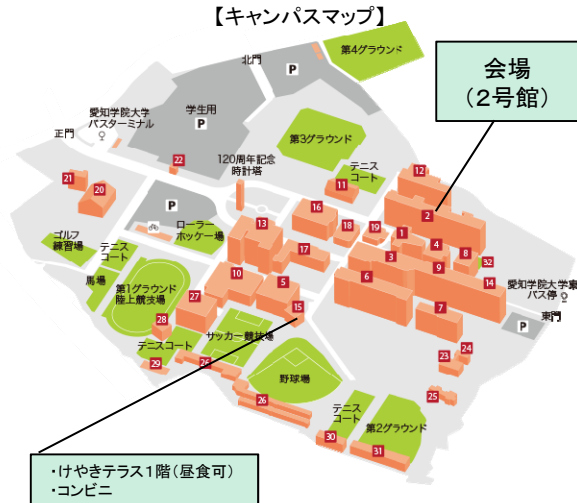 【キャンパスマップ】
第4グラウンド
北門
P
会場
(2号館)
学生用
P
愛知学院大学
バスターミナル
正門
第3グラウンド
120周年記念
時計塔
テニス
コート
22
21
20
12
11
P
2
16
18
19
1
13
ローラー
ホッケー場
ゴルフ
練習場
テニス
コート
17
3
4
8
32
9
馬場
第1グラウンド
陸上競技場
10
5
6
14
愛知学院大学東
バス停
27
15
7
東門
P
28
サッカー競技場
テニスコート
29
26
24
23
野球場
25
26
テニス
コート
第2グラウンド
30
31
・けやきテラス1階(昼食可)
・コンビニ